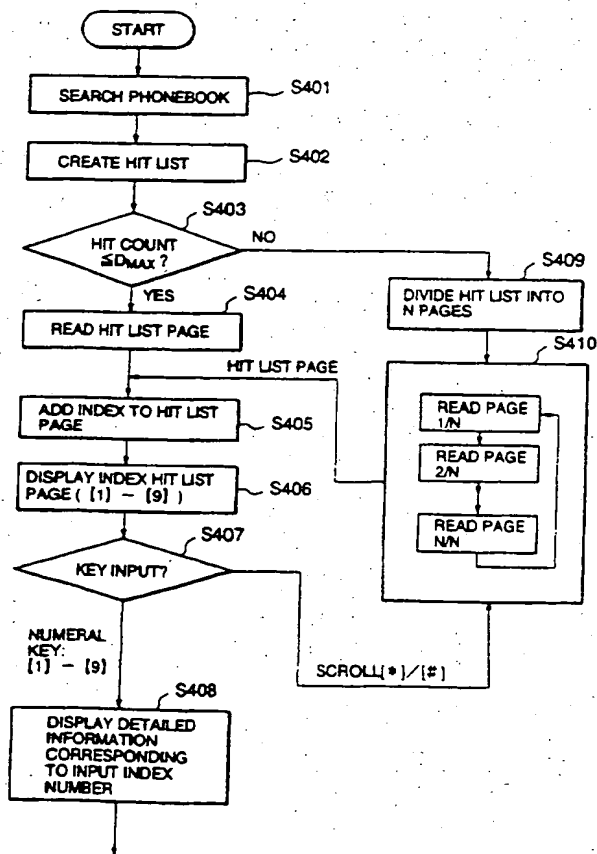 START
SEARCH PHONEBOOK
S401
CREATE HIT LIST
S402
S403
HIT COUNT
≦DMAX ?
NO
YES
S404
READ HIT LIST PAGE
S409
DIVIDE HIT LIST INTO
N PAGES
S410
HIT LIST PAGE
READ PAGE
1/N
READ PAGE
2/N
READ PAGE
N/N
ADD INDEX TO HIT LIST
PAGE
S405
DISPLAY INDEX HIT LIST
PAGE ( [1] – [9] )
S406
S407
KEY INPUT?
NUMERAL
KEY:
[1] – [9]
SCROLL[*]/[#]
S408
DISPLAY DETAILED
INFORMATION
CORRESPONDING
TO INPUT INDEX
NUMBER